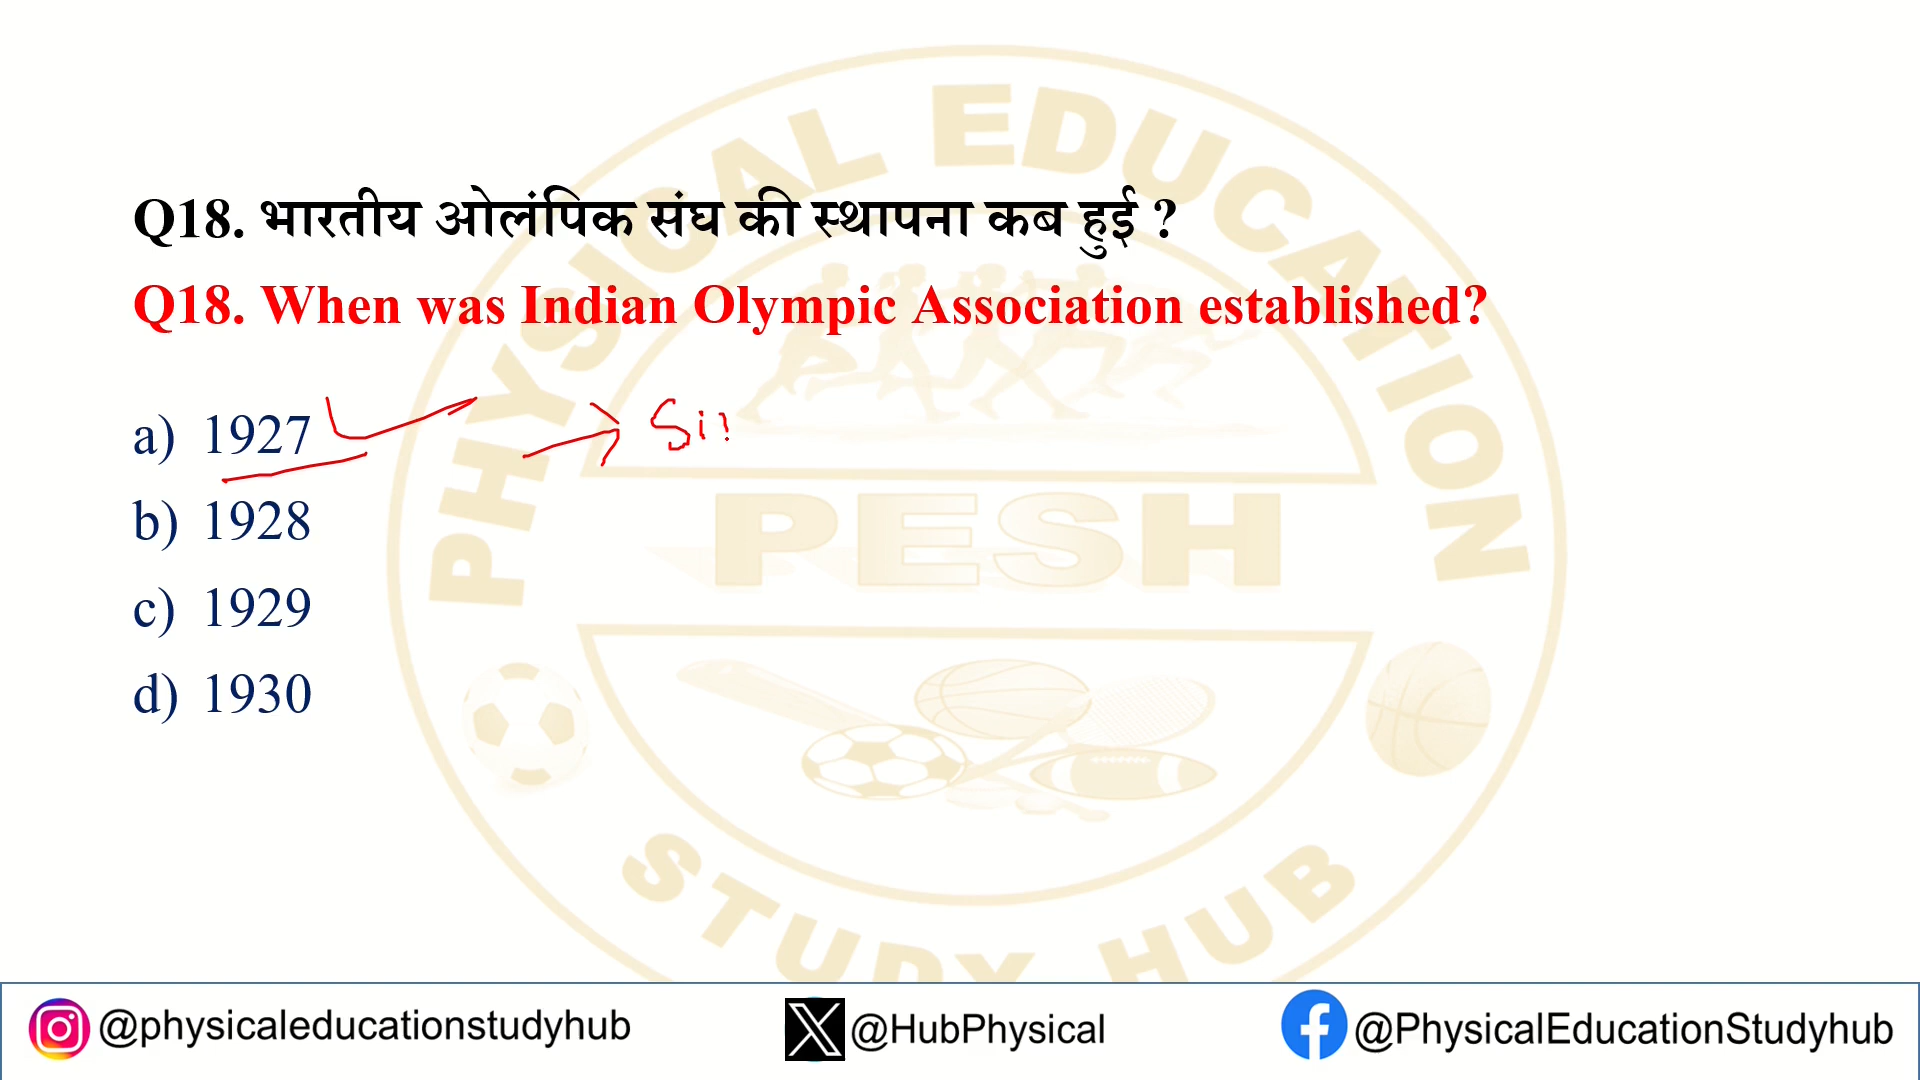 PHYSICAL EDUCATION
Q18. भारतीय ओलंपिक संघ की स्थापना कब हुई ?
Q18. When was Indian Olympic Association established?
a) 1927
b) 1928
c) 1929
d) 1930
PESH
STUDY HUB
@physicaleducationstudyhub
@HubPhysical
@PhysicalEducationStudyhub